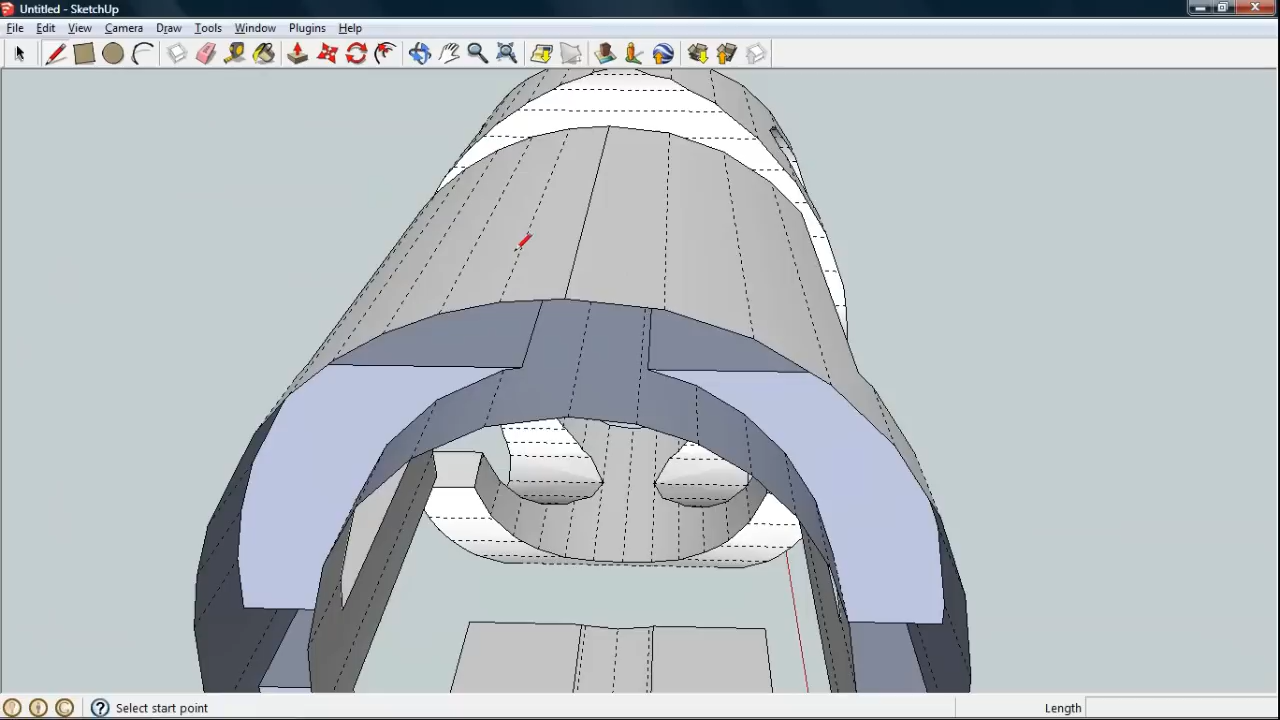 Untitled - SketchUp
File Edit View Camera Draw Tools Window Plugins Help
Select start point Length